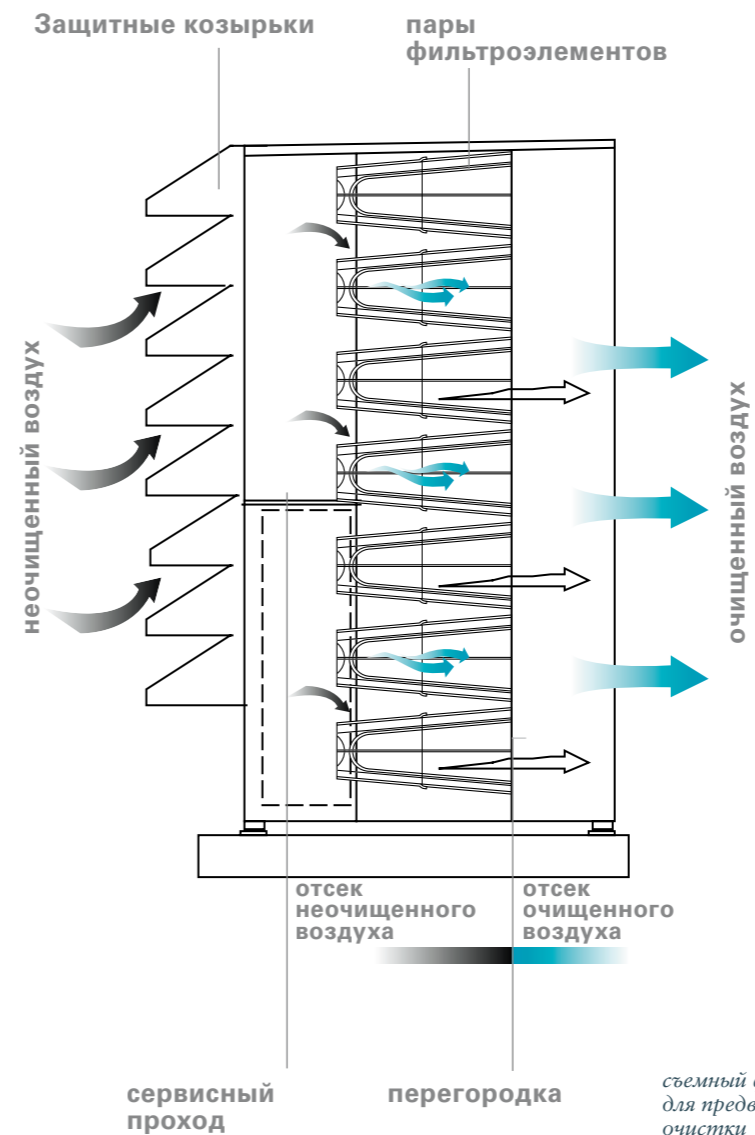 Защитные козырьки
пары
фильтроэлементов
неочищенный воздух
очищенный воздух
отсек
неочищенного
воздуха
отсек
очищенного
воздуха
сервисный
проход
перегородка
съемный
для
очистки